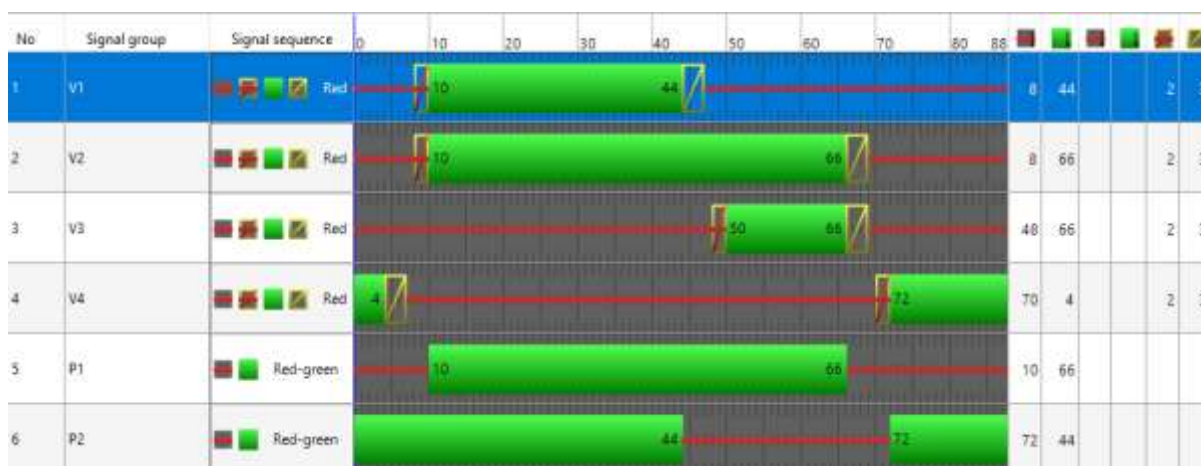 No Signal group Signal sequence 0 10 20 30 40 50 60 70 80 88
1 V1 Red 10 44 8 44 2
2 V2 Red 10 66 8 66 2
3 V3 Red 50 66 48 66 2
4 V4 Red 4 72 70 4 2
5 P1 Red-green 10 66 10 66
6 P2 Red-green 44 72 72 44